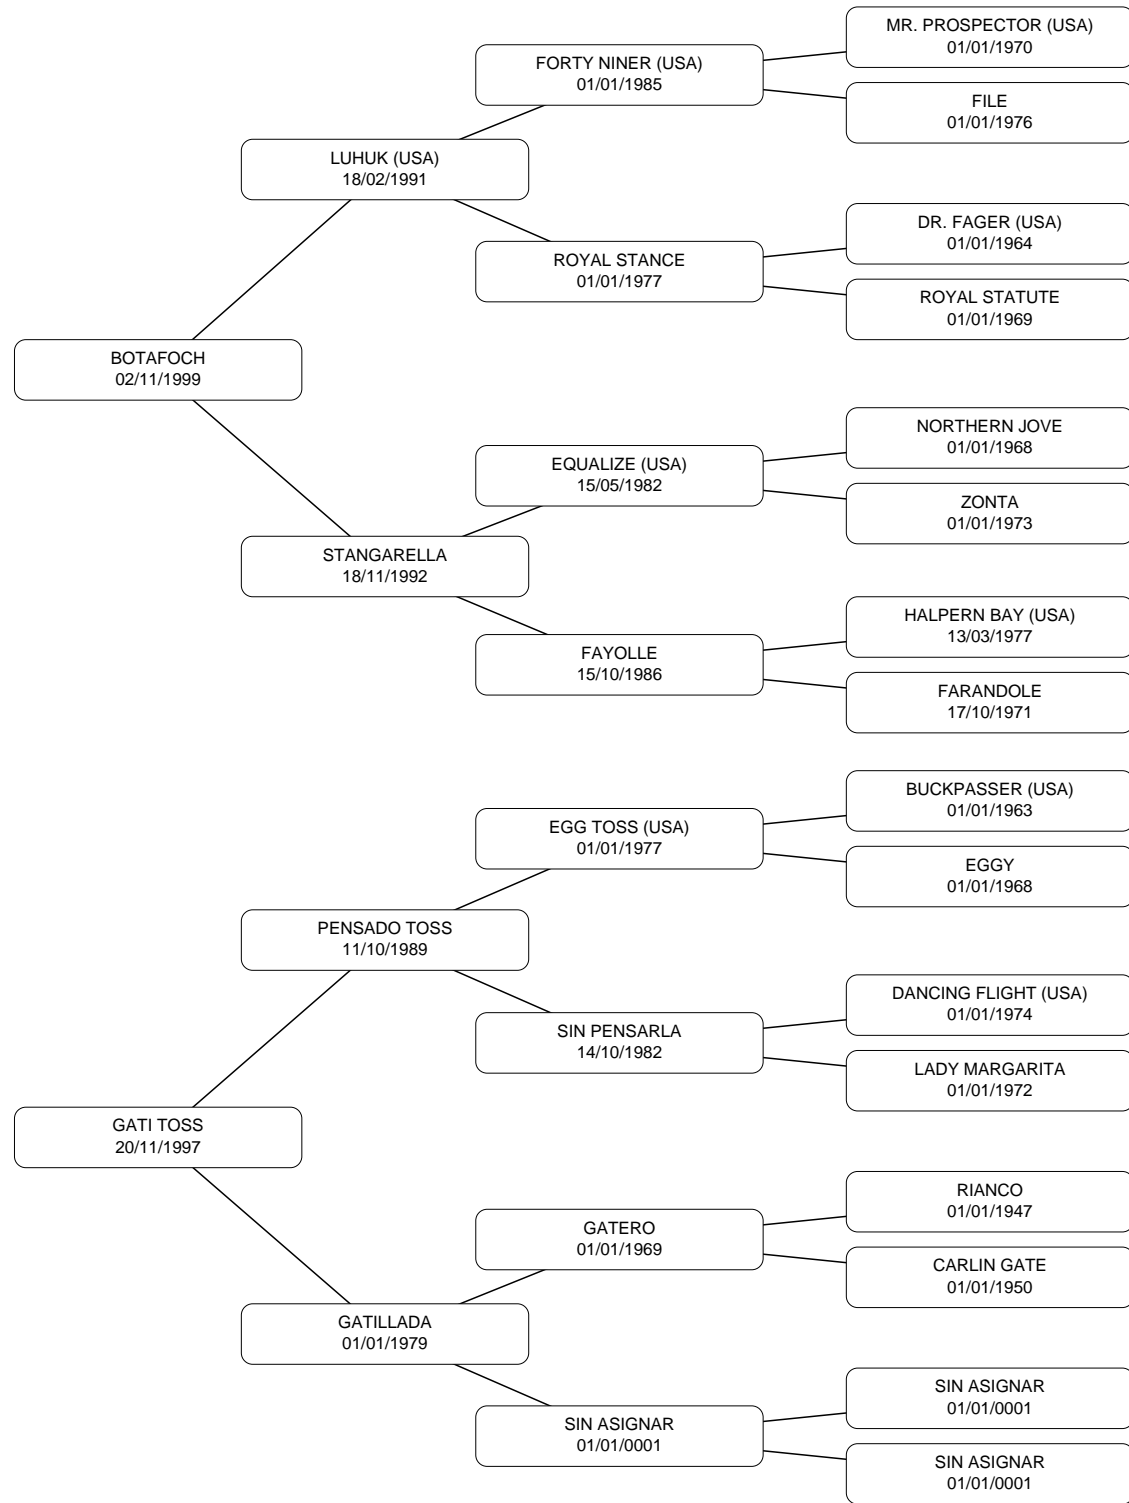 MR. PROSPECTOR (USA)
01/01/1970
FORTY NINER (USA)
01/01/1985
FILE
01/01/1976
LUHUK (USA)
18/02/1991
DR. FAGER (USA)
01/01/1964
ROYAL STANCE
01/01/1977
ROYAL STATUTE
01/01/1969
BOTAFOCH
02/11/1999
NORTHERN JOVE
01/01/1968
EQUALIZE (USA)
15/05/1982
ZONTA
01/01/1973
STANGARELLA
18/11/1992
HALPERN BAY (USA)
13/03/1977
FAYOLLE
15/10/1986
FARANDOLE
17/10/1971
BUCKPASSER (USA)
01/01/1963
EGG TOSS (USA)
01/01/1977
EGGY
01/01/1968
PENSADO TOSS
11/10/1989
DANCING FLIGHT (USA)
01/01/1974
SIN PENSARLA
14/10/1982
LADY MARGARITA
01/01/1972
GATI TOSS
20/11/1997
RIANCO
01/01/1947
GATERO
01/01/1969
CARLIN GATE
01/01/1950
GATILLADA
01/01/1979
SIN ASIGNAR
01/01/0001
SIN ASIGNAR
01/01/0001
SIN ASIGNAR
01/01/0001